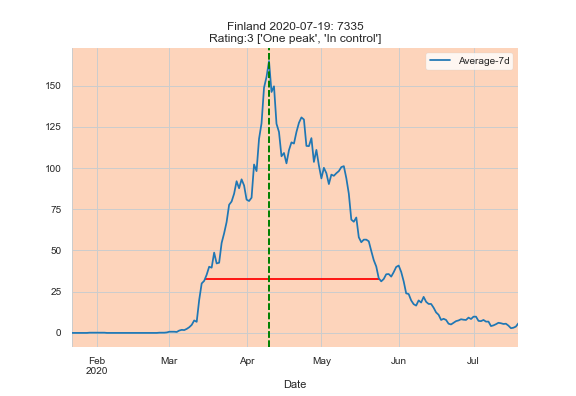 Finland 2020-07-19: 7335
Rating:3 ['One peak', 'In control']
Average-7d
150
125
100
75
50
25
0
Feb
2020
Mar
Apr
May
Jun
Jul
Date